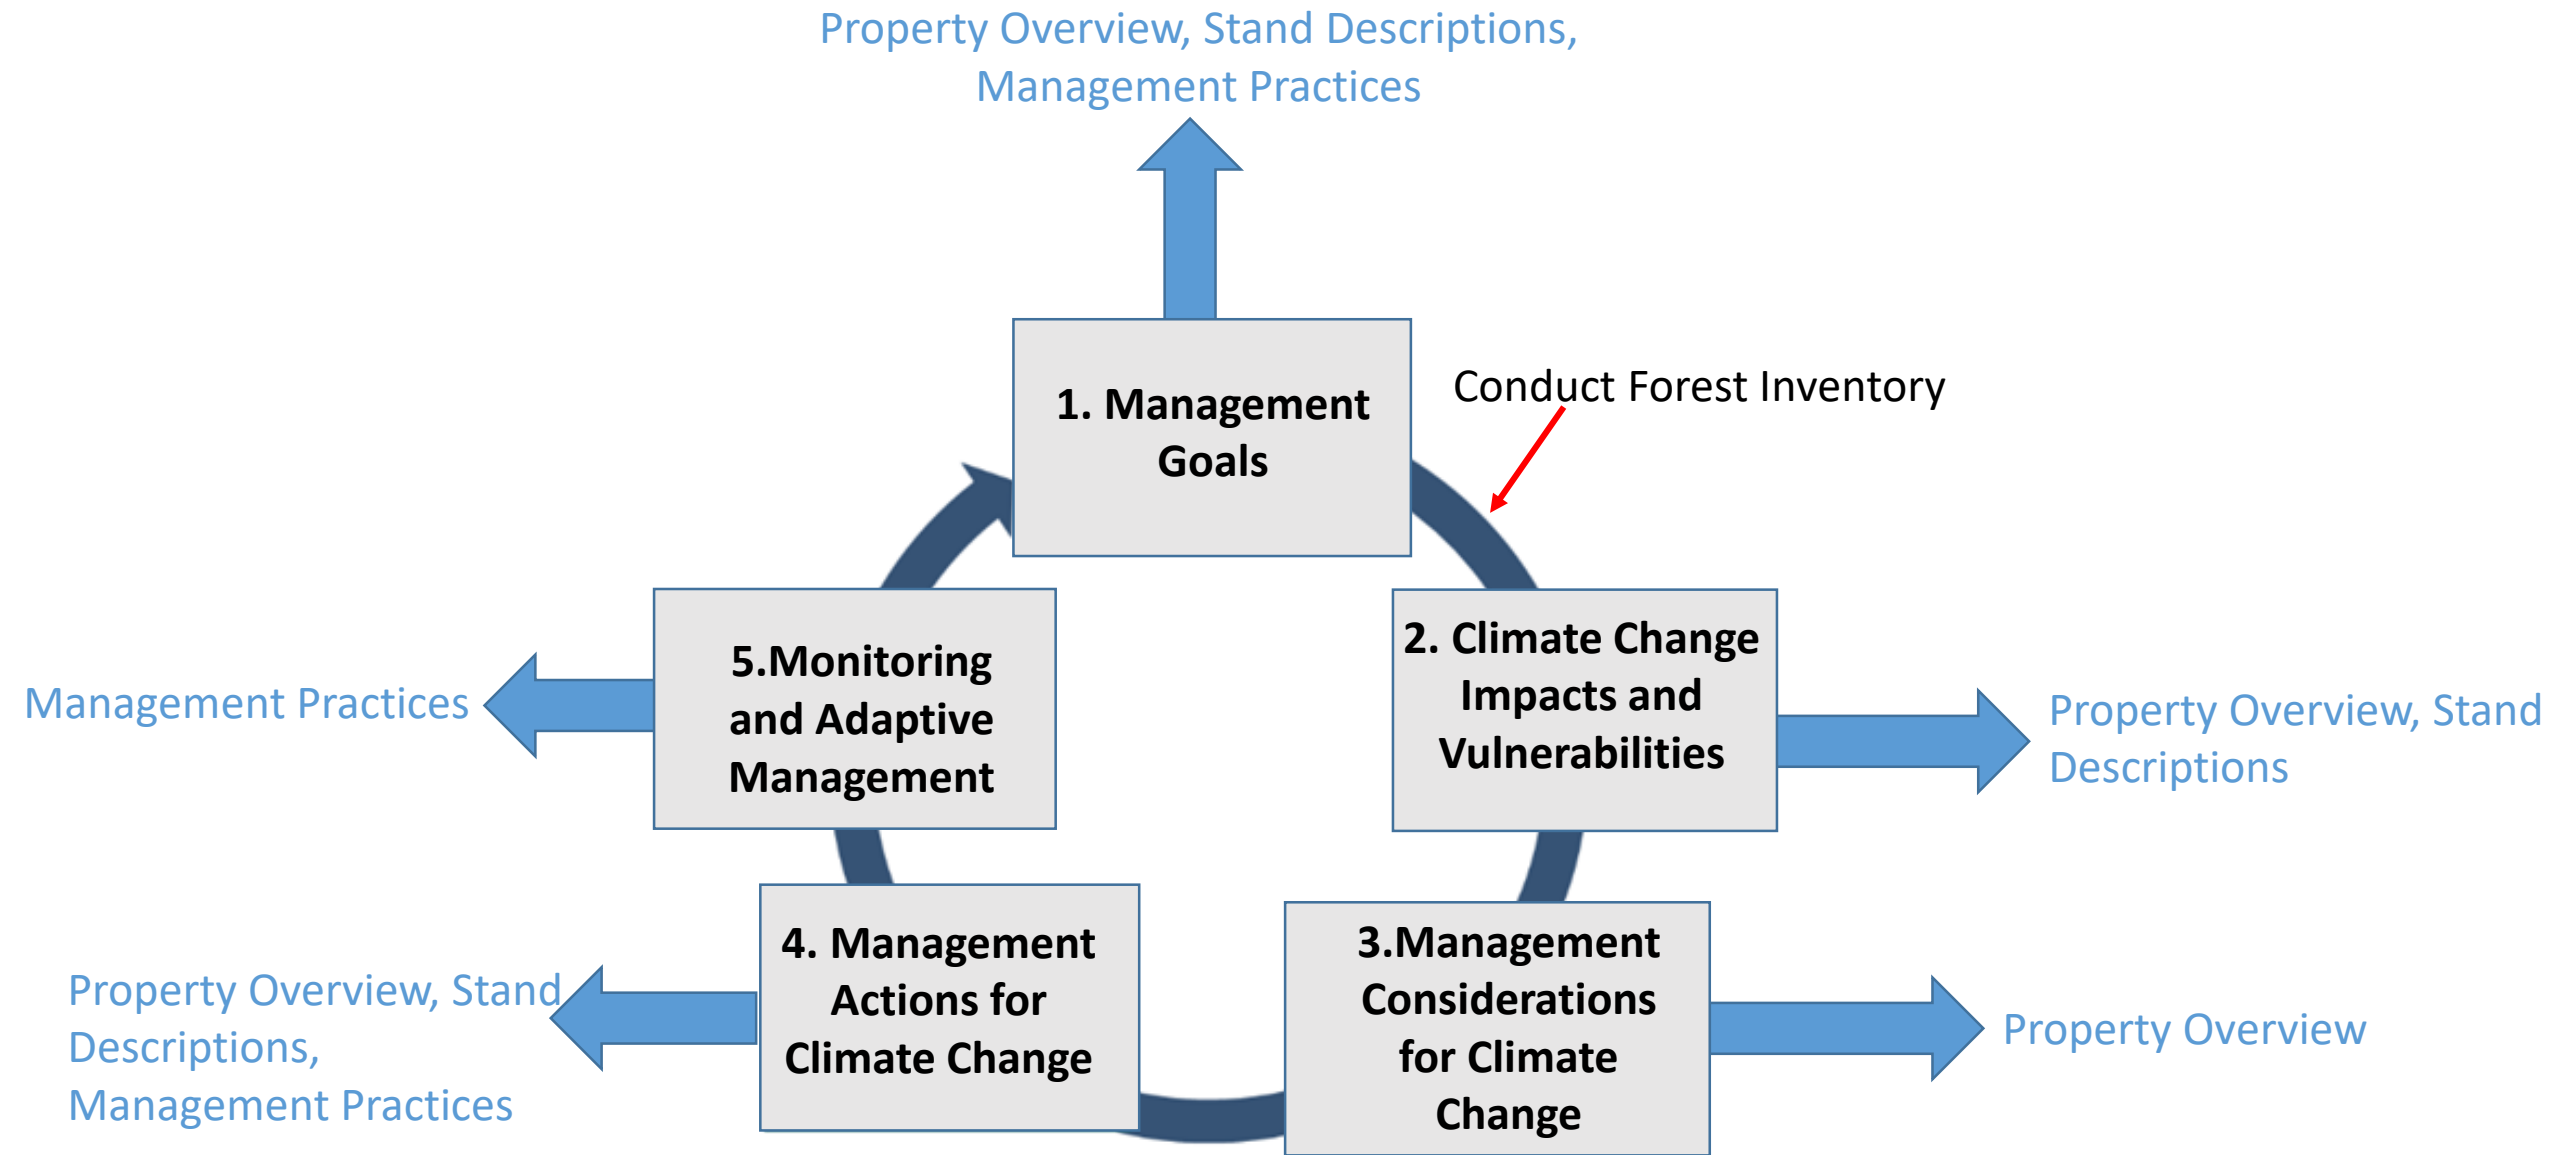 Property Overview, Stand Descriptions,
Management Practices
1. Management
Goals
Conduct Forest Inventory
2. Climate Change
Impacts and
Vulnerabilities
Property Overview, Stand
Descriptions
3.Management
Considerations
for Climate
Change
Property Overview
4. Management
Actions for
Climate Change
Property Overview, Stand
Descriptions,
Management Practices
5.Monitoring
and Adaptive
Management
Management Practices